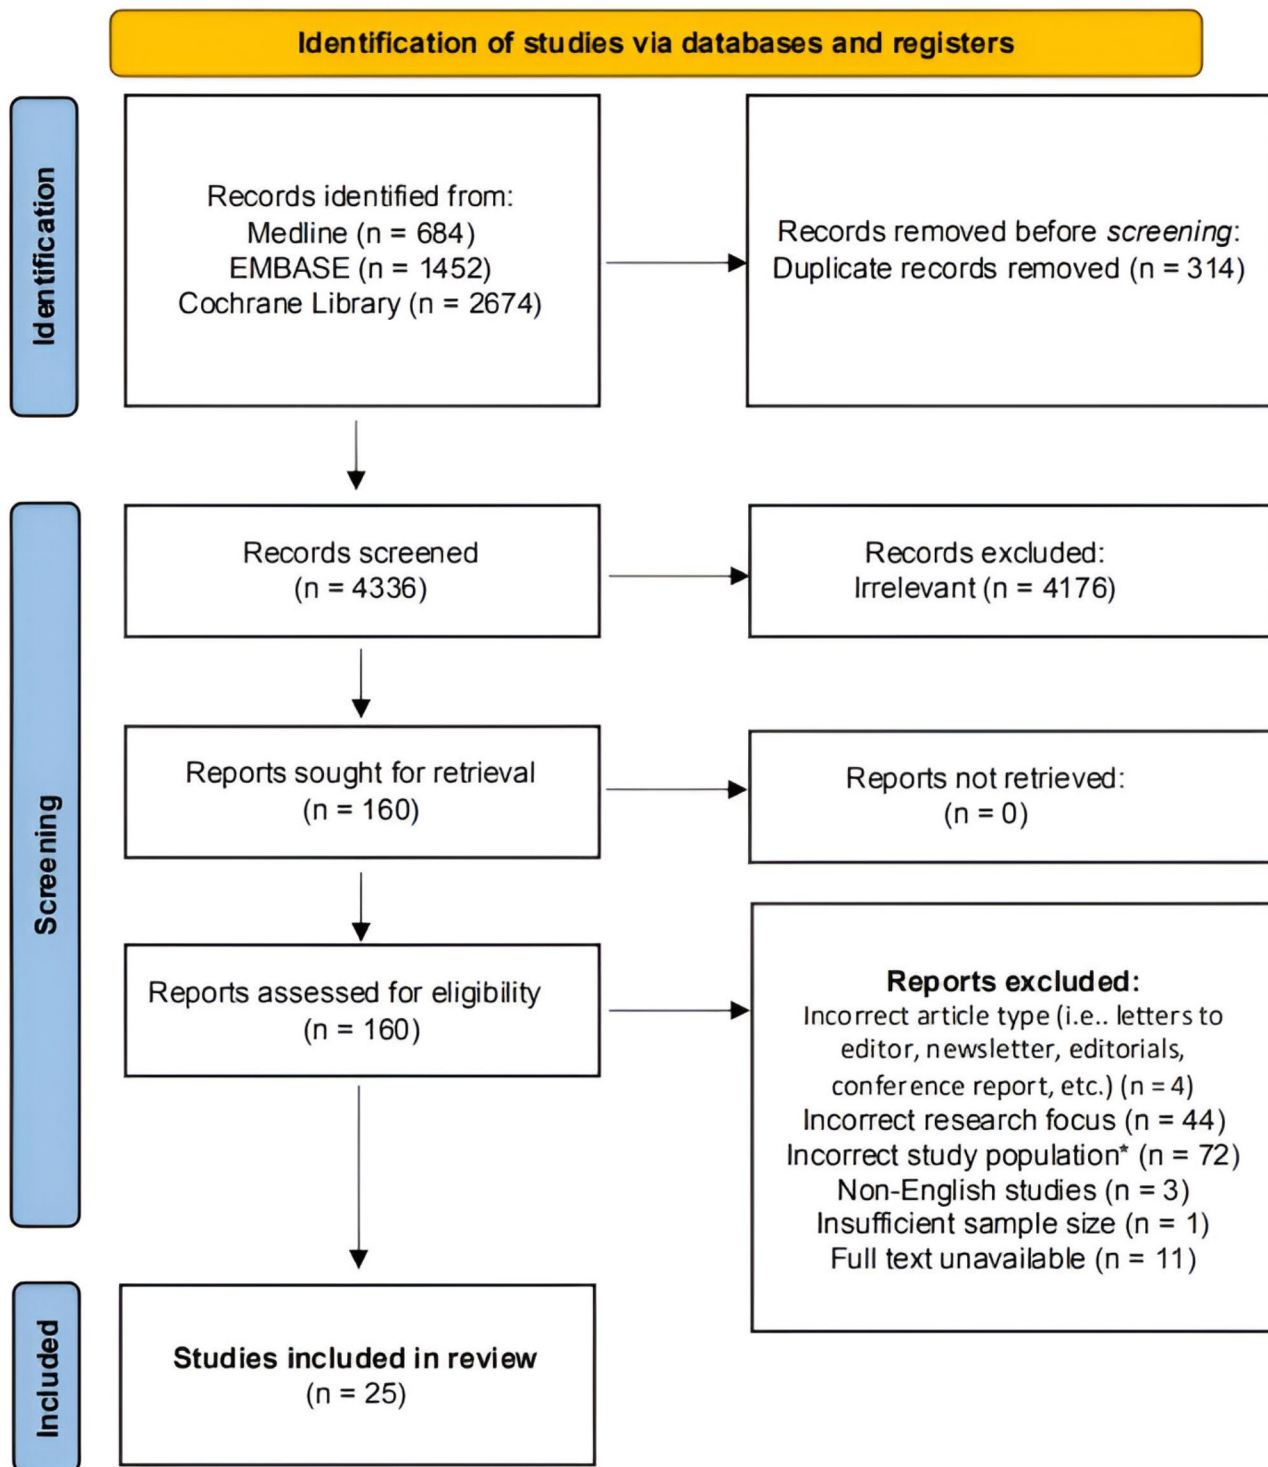 Identification of studies via databases and registers
Identification
Records identified from:
Medline (n = 684)
EMBASE (n = 1452)
Cochrane Library (n = 2674)
Records removed before screening:
Duplicate records removed (n = 314)
Screening
Records screened
(n = 4336)
Records excluded:
Irrelevant (n = 4176)
Reports sought for retrieval
(n = 160)
Reports not retrieved:
(n = 0)
Reports assessed for eligibility
(n = 160)
Reports excluded:
Incorrect article type (i.e.. letters to
editor, newsletter, editorials,
conference report, etc.) (n = 4)
Incorrect research focus (n = 44)
Incorrect study population* (n = 72)
Non-English studies (n = 3)
Insufficient sample size (n = 1)
Full text unavailable (n = 11)
Included
Studies included in review
(n = 25)